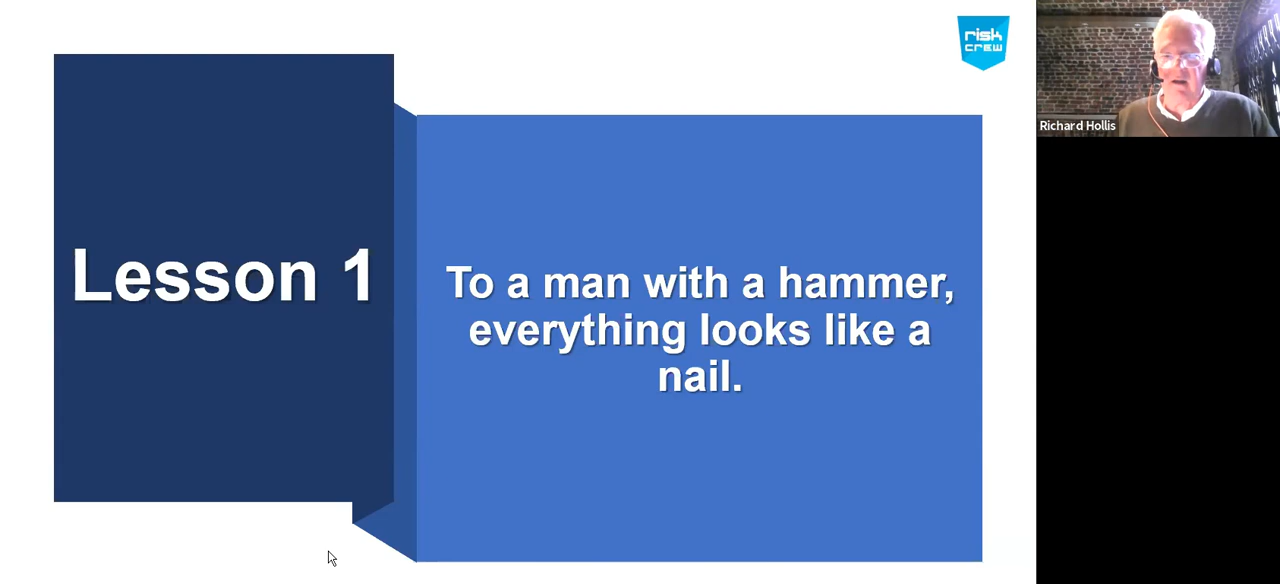 risk
crew
Richard Hollis
Lesson 1
To a man with a hammer,
everything looks like a
nail.